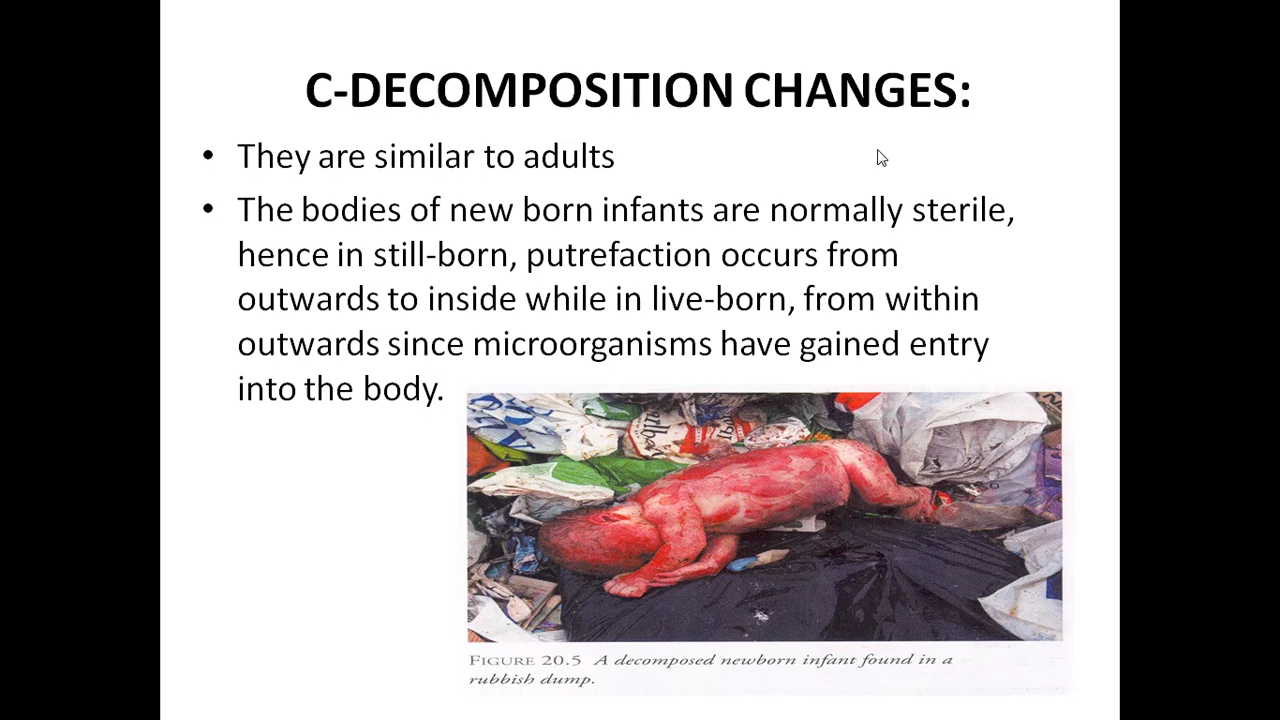 C-DECOMPOSITION CHANGES:
• They are similar to adults
• The bodies of new born infants are normally sterile,
hence in still-born, putrefaction occurs from
outwards to inside while in live-born, from within
outwards since microorganisms have gained entry
into the body.
FIGURE 20.5 A decomposed newborn infant found in a
rubbish dump.